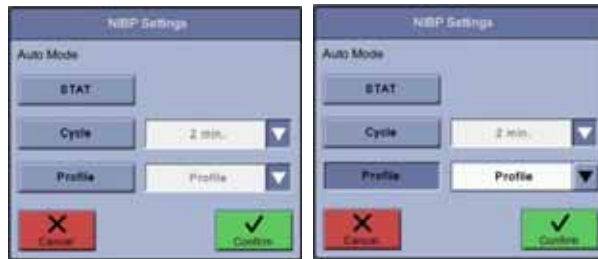 NIBP Settings
Auto Mode
STAT
Cycle 2 min.
Profile Profile
Cancel Confirm
NIBP Settings
Auto Mode
STAT
Cycle 2 min.
Profile Profile
Cancel Confirm